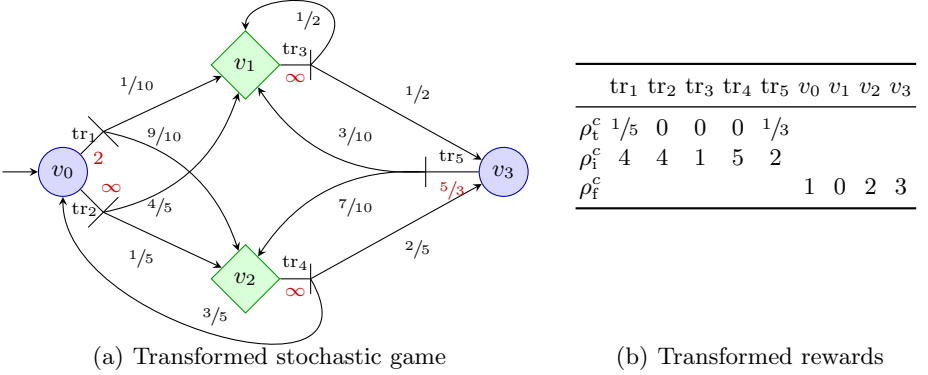 1/2
tr3
v1
∞
1/10
1/2
tr1
9/10
3/10
tr5
v0
2
v3
∞
5/3
tr2
4/5
7/10
1/5
tr4
2/5
v2
∞
3/5
(a) Transformed stochastic game
tr1 tr2 tr3 tr4 tr5 v0 v1 v2 v3
ρ^c_t 1/5 0 0 0 1/3
ρ^c_i 4 4 1 5 2
ρ^c_f 1 0 2 3
(b) Transformed rewards